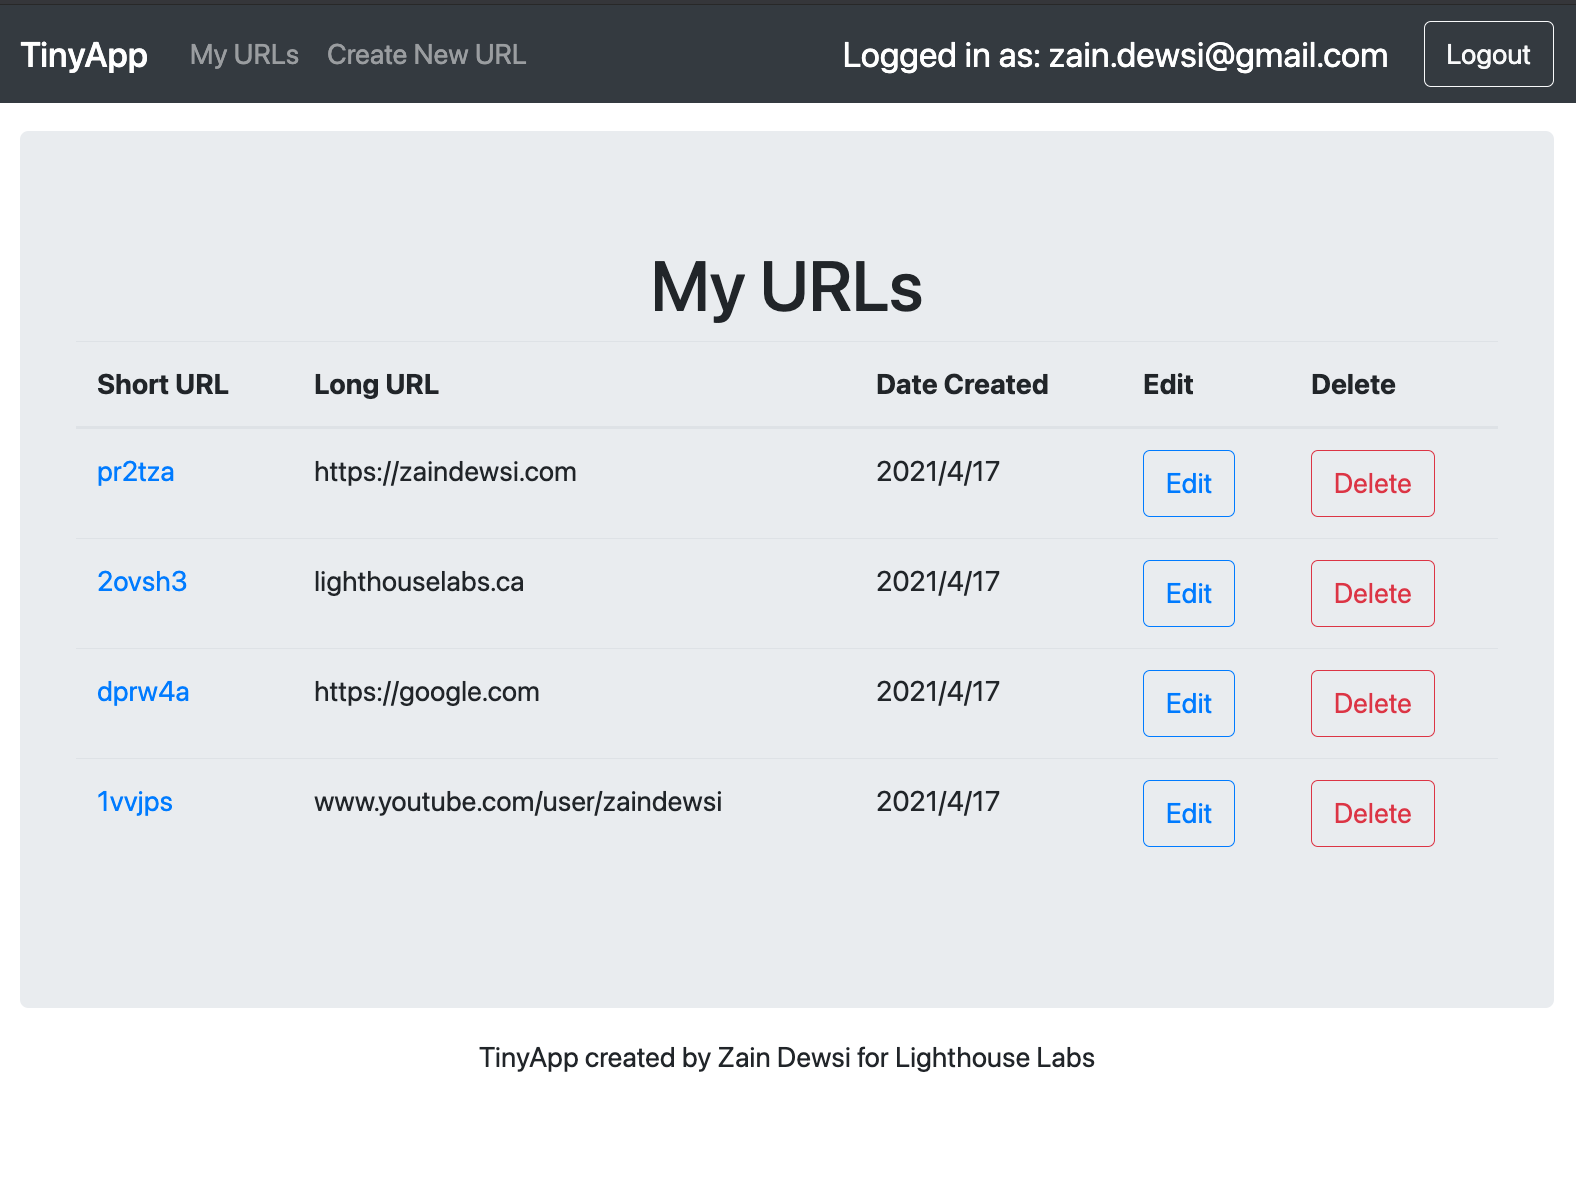 TinyApp My URLs Create New URL Logged in as: zain.dewsi@gmail.com Logout
My URLs
Short URL Long URL Date Created Edit Delete
pr2tza https://zaindewsi.com 2021/4/17 Edit Delete
2ovsh3 lighthouselabs.ca 2021/4/17 Edit Delete
dprw4a https://google.com 2021/4/17 Edit Delete
1vvjps www.youtube.com/user/zaindewsi 2021/4/17 Edit Delete
TinyApp created by Zain Dewsi for Lighthouse Labs